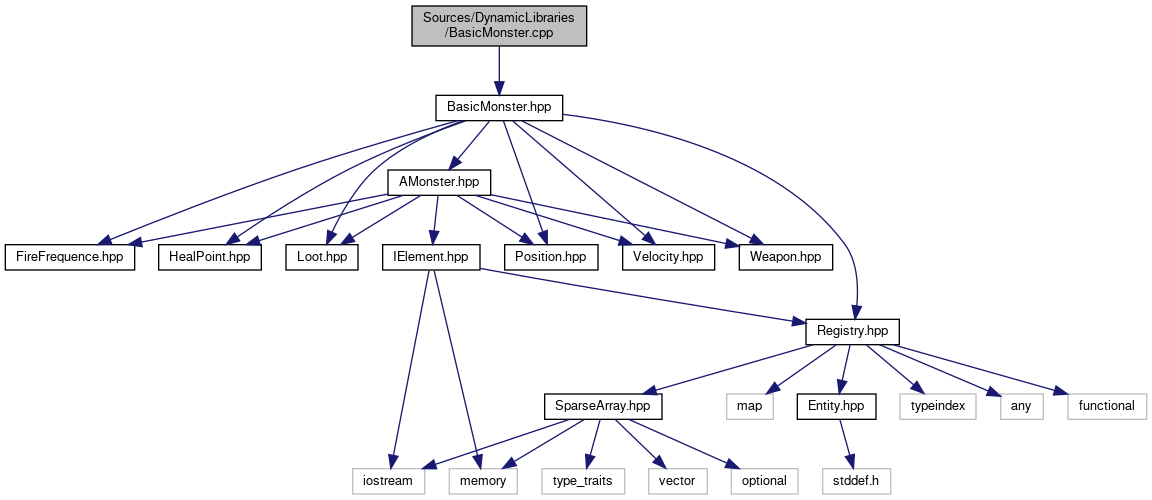 Sources/DynamicLibraries
/BasicMonster.cpp
BasicMonster.hpp
AMonster.hpp
FireFrequence.hpp
HealPoint.hpp
Loot.hpp
IElement.hpp
Position.hpp
Velocity.hpp
Weapon.hpp
Registry.hpp
SparseArray.hpp
map
Entity.hpp
typeindex
any
functional
iostream
memory
type_traits
vector
optional
stddef.h